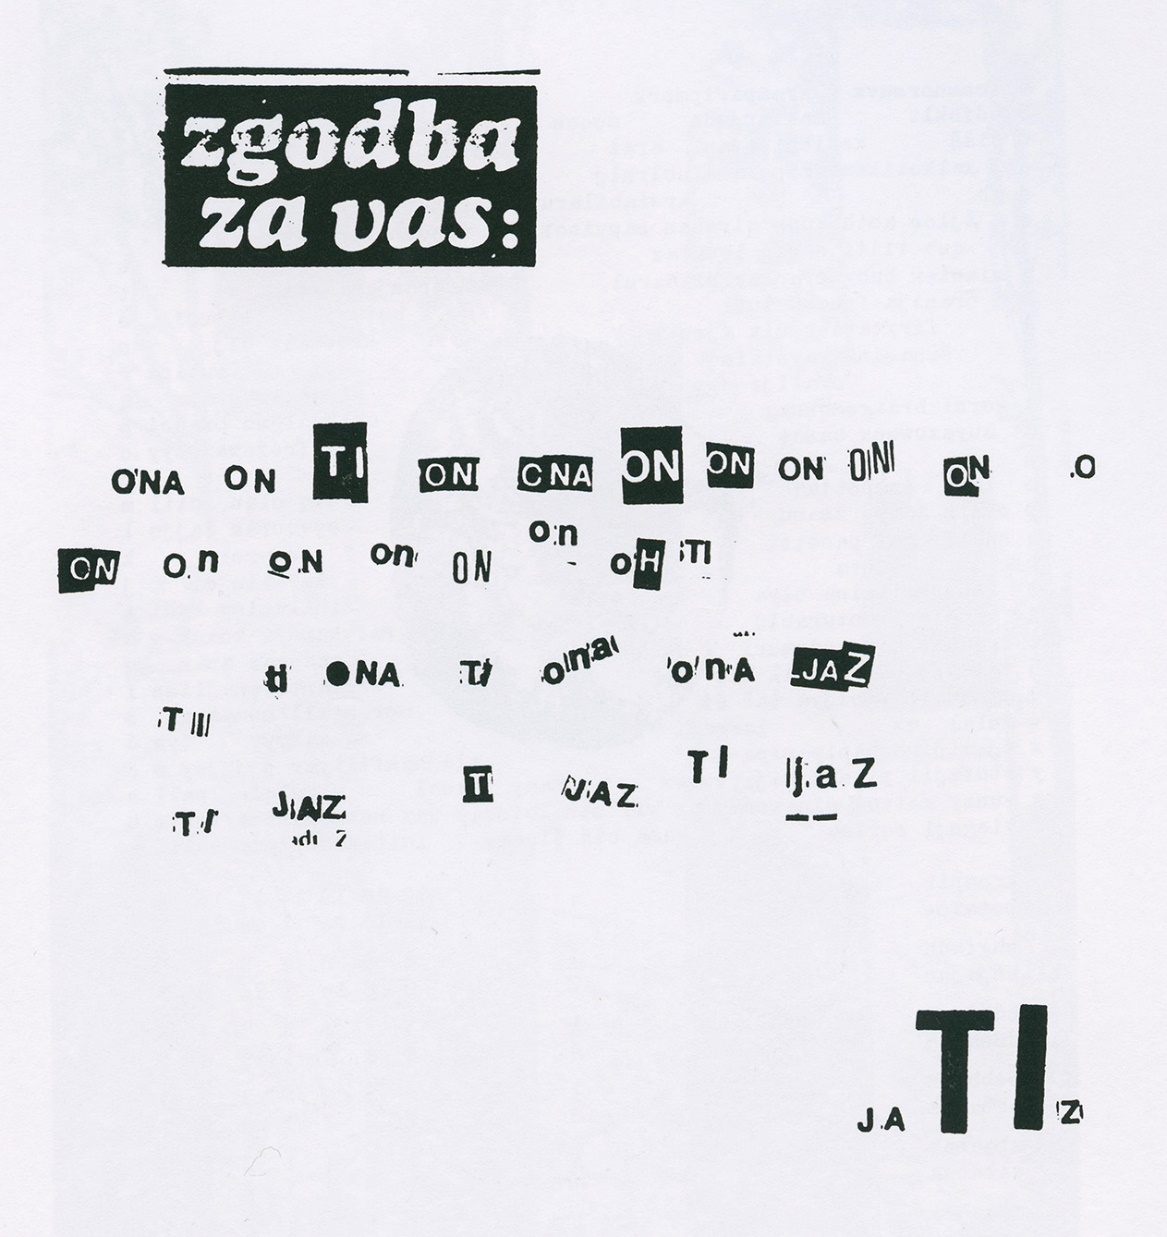 zgodba
za vas:
ONA ON TI ON ONA ON ON ON ON ON .O
ON On ON on ON on OH TI
ti ONA TI ona OnA JAZ
TI
TI JAZ TI jaZ
TI JAZ
JA TI Z